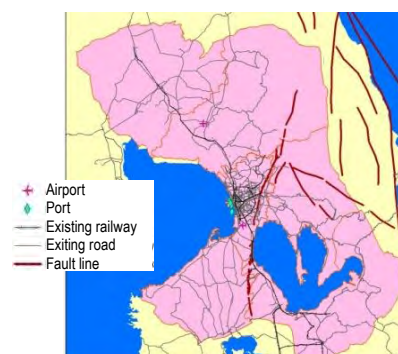 Airport
Port
Existing railway
Exiting road
Fault line